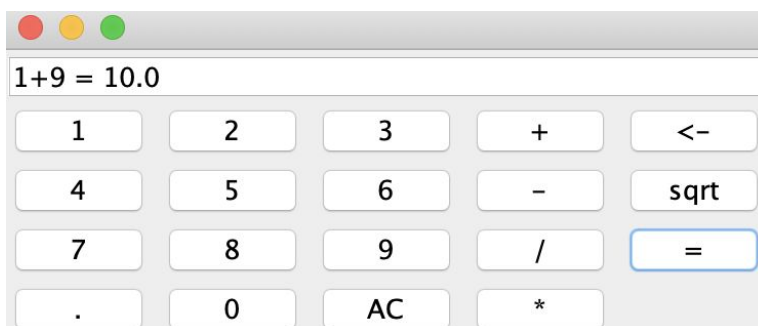 1+9 = 10.0
1 2 3 + <-
4 5 6 - sqrt
7 8 9 / =
. 0 AC *